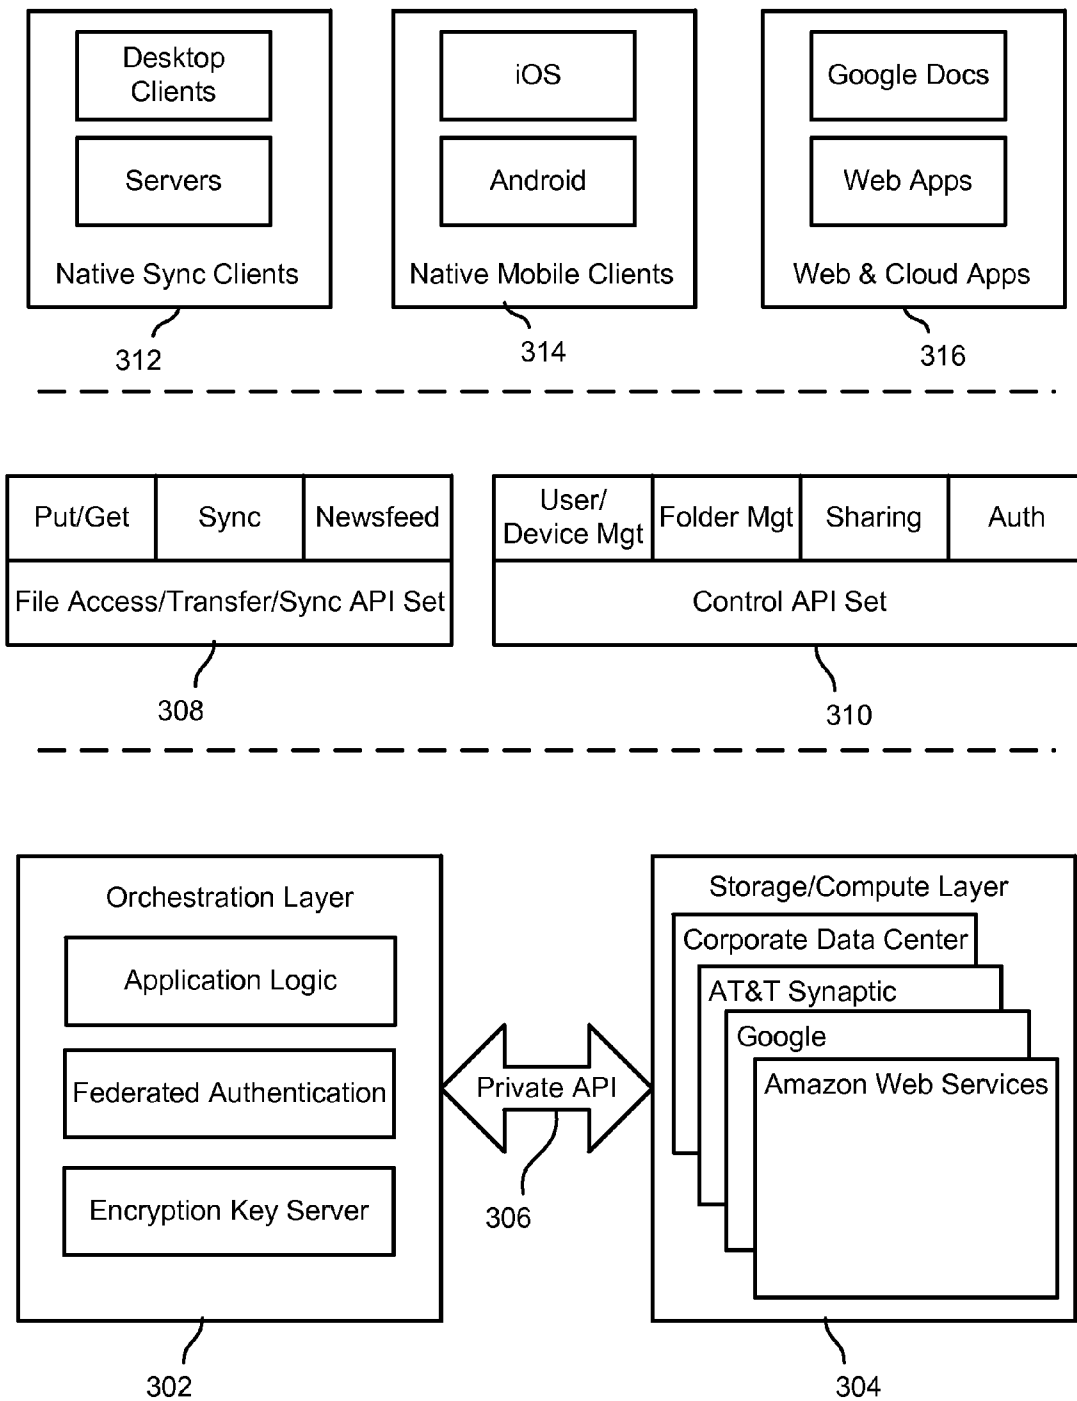 Desktop
Clients
Servers
Native Sync Clients
312
iOS
Android
Native Mobile Clients
314
Google Docs
Web Apps
Web & Cloud Apps
316
Put/Get
Sync
Newsfeed
File Access/Transfer/Sync API Set
308
User/
Device Mgt
Folder Mgt
Sharing
Auth
Control API Set
310
Orchestration Layer
Application Logic
Federated Authentication
Encryption Key Server
302
Private API
306
Storage/Compute Layer
Corporate Data Center
AT&T Synaptic
Google
Amazon Web Services
304